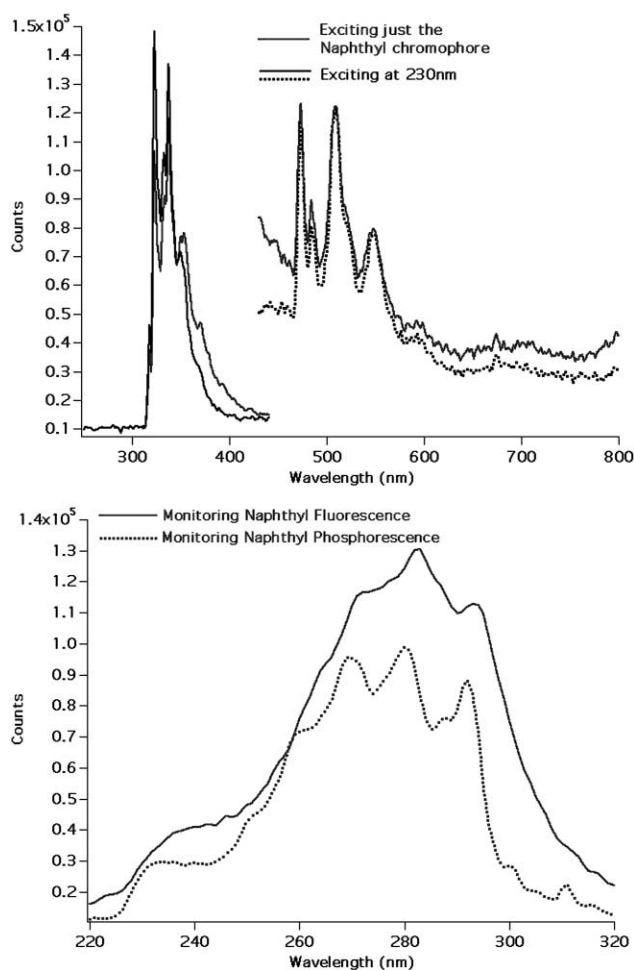 1.5x10⁵
1.4
1.3
1.2
1.1
1.0
0.9
0.8
0.7
0.6
0.5
0.4
0.3
0.2
0.1
Counts
Exciting just the
Naphthyl chromophore
Exciting at 230nm
300 400 500 600 700 800
Wavelength (nm)
1.4x10⁵
1.3
1.2
1.1
1.0
0.9
0.8
0.7
0.6
0.5
0.4
0.3
0.2
Counts
Monitoring Naphthyl Fluorescence
Monitoring Naphthyl Phosphorescence
220 240 260 280 300 320
Wavelength (nm)